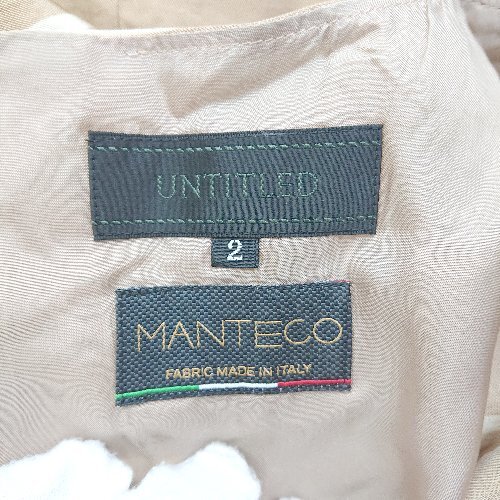 UNTITLED
2
MANTECO
FABRIC MADE IN ITALY